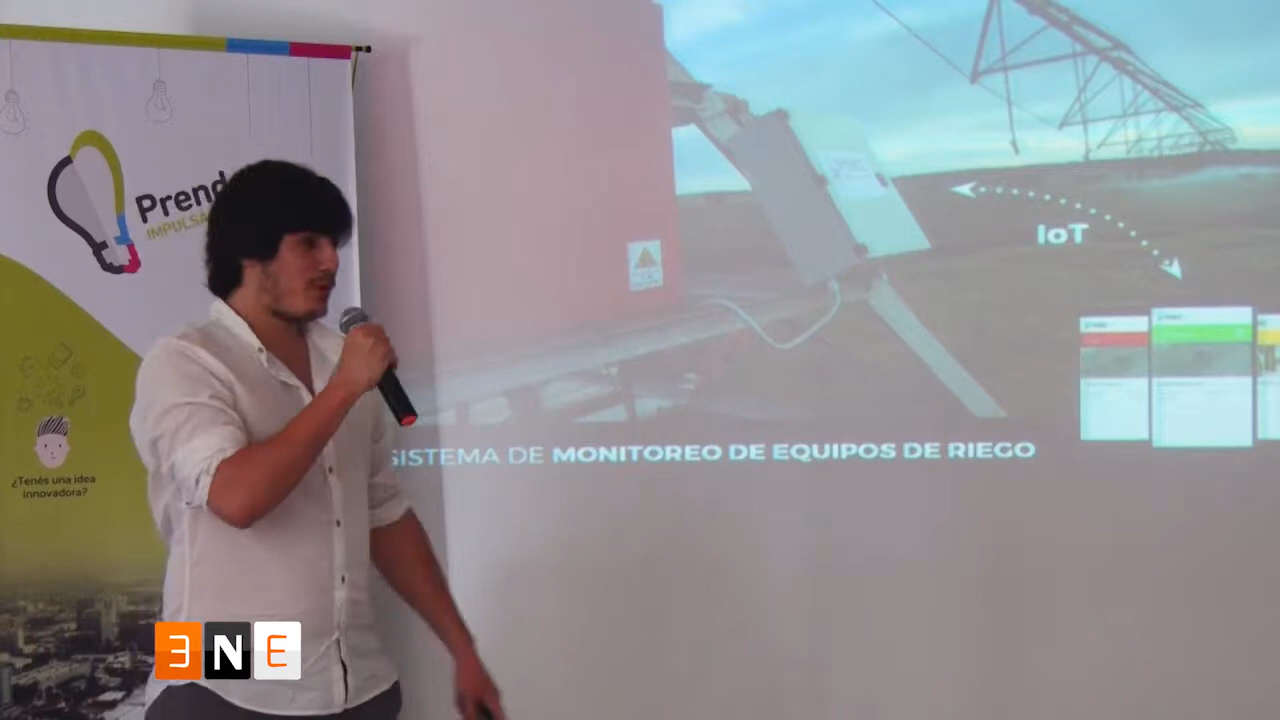 Prend
IMPULSA
¿Tenés una idea
innovadora?
IoT
SISTEMA DE MONITOREO DE EQUIPOS DE RIEGO
ENE